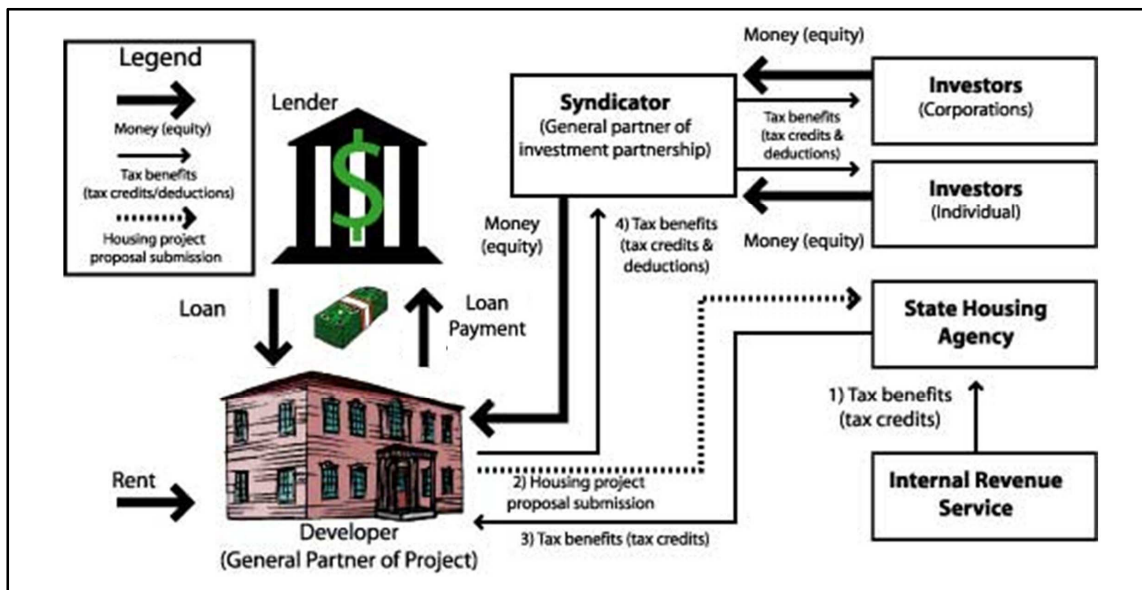 Legend
Money (equity)
Tax benefits
(tax credits/deductions)
Housing project
proposal submission
Lender
$
Loan
Loan
Payment
Rent
Developer
(General Partner of Project)
Syndicator
(General partner of
investment partnership)
Money
(equity)
4) Tax benefits
(tax credits &
deductions)
Money (equity)
Tax benefits
(tax credits &
deductions)
Money (equity)
Investors
(Corporations)
Investors
(Individual)
State Housing
Agency
1) Tax benefits
(tax credits)
Internal Revenue
Service
2) Housing project
proposal submission
3) Tax benefits (tax credits)